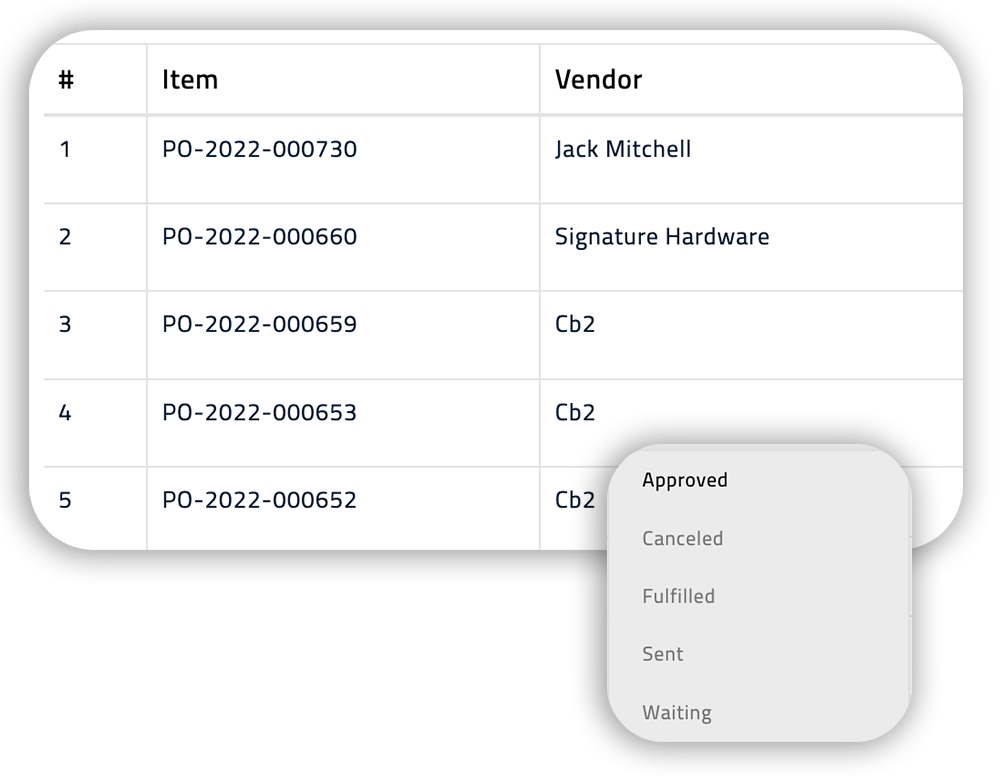 # Item Vendor
1 PO-2022-000730 Jack Mitchell
2 PO-2022-000660 Signature Hardware
3 PO-2022-000659 Cb2
4 PO-2022-000653 Cb2
5 PO-2022-000652 Cb2
Approved
Canceled
Fulfilled
Sent
Waiting